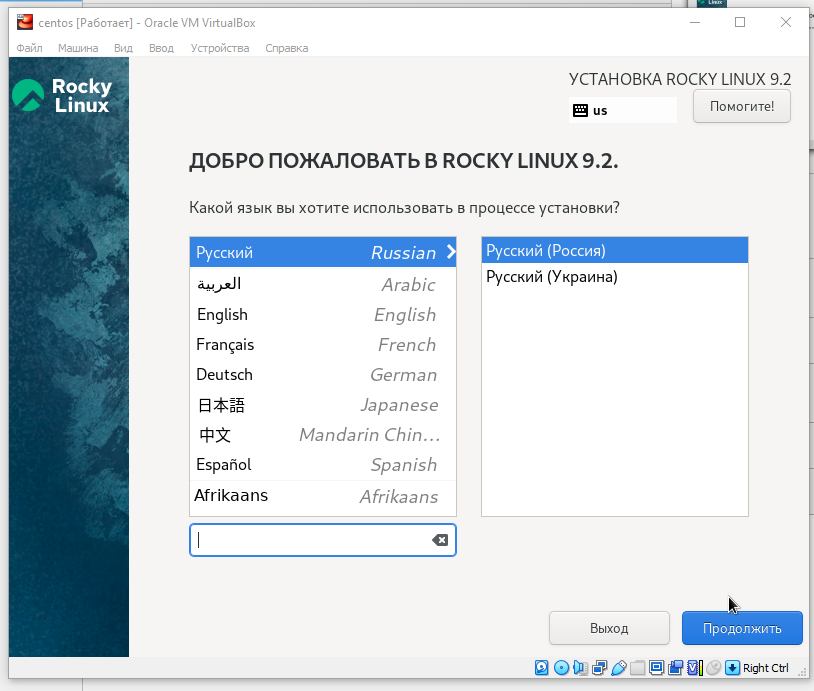 centos [Работает] - Oracle VM VirtualBox
Файл Машина Вид Ввод Устройства Справка
Rocky
Linux
УСТАНОВКА ROCKY LINUX 9.2
us
Помогите!
ДОБРО ПОЖАЛОВАТЬ В ROCKY LINUX 9.2.
Какой язык вы хотите использовать в процессе установки?
Русский Russian
العربية Arabic
English English
Français French
Deutsch German
日本語 Japanese
中文 Mandarin Chin…
Español Spanish
Afrikaans Afrikaans
Русский (Россия)
Русский (Украина)
Выход
Продолжить
Right Ctrl